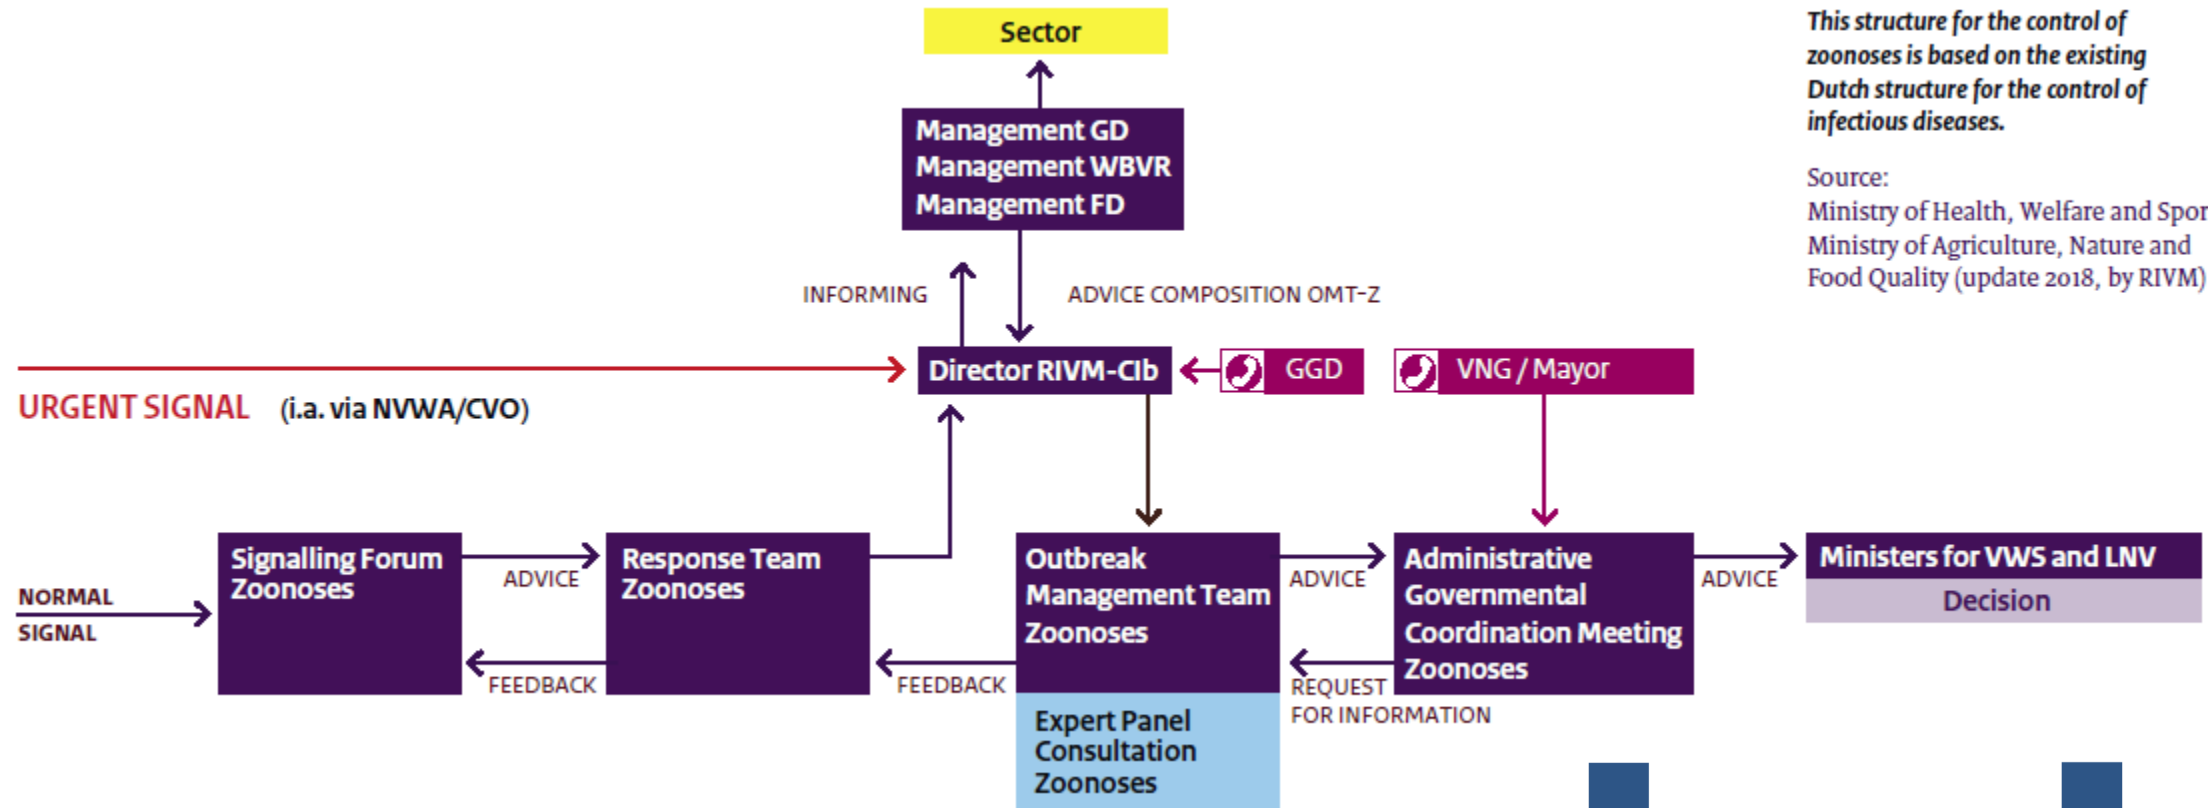 Sector
This structure for the control of
zoonoses is based on the existing
Dutch structure for the control of
infectious diseases.
Source:
Ministry of Health, Welfare and Spor
Ministry of Agriculture, Nature and
Food Quality (update 2018, by RIVM)
Management GD
Management WBVR
Management FD
INFORMING
ADVICE COMPOSITION OMT-Z
Director RIVM-CIb
GGD
VNG / Mayor
URGENT SIGNAL (i.a. via NVWA/CVO)
NORMAL
SIGNAL
Signalling Forum
Zoonoses
ADVICE
FEEDBACK
Response Team
Zoonoses
FEEDBACK
Outbreak
Management Team
Zoonoses
Expert Panel
Consultation
Zoonoses
ADVICE
REQUEST
FOR INFORMATION
Administrative
Governmental
Coordination Meeting
Zoonoses
ADVICE
Ministers for VWS and LNV
Decision